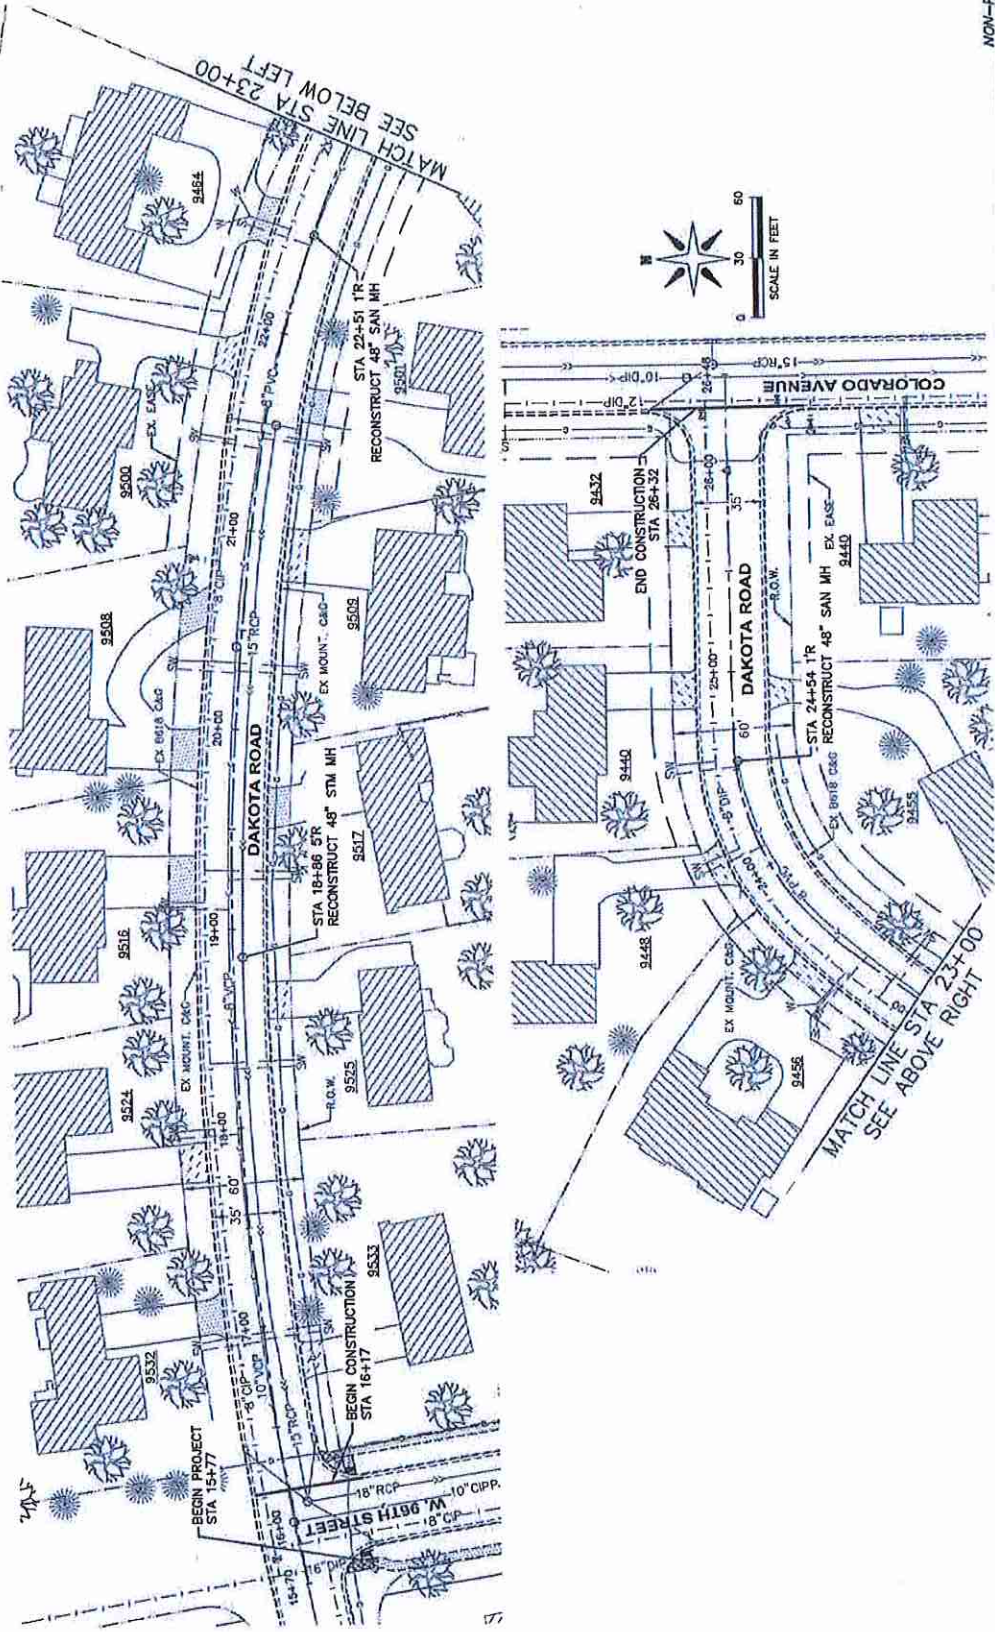 NON-
MATCH LINE STA 23+00
SEE BELOW LEFT
9464
9500
EX. EASE
9508
EX B618 C&G
9516
EX MOUNT. C&G
9524
9532
BEGIN PROJECT
STA 15+77
22+00
8"PVC
21+00
8"CIP
15"RCP
20+00
DAKOTA ROAD
19+00
8"VCP
18+00
60'
35'
17+00
8"CIP
10"VCP
15"RCP
16+00
15+70
16"DIP
STA 22+51 1'R
RECONSTRUCT 48" SAN MH
9501
9509
EX MOUNT. C&G
STA 18+86 5'R
RECONSTRUCT 48" STM MH
9517
9525
R.O.W.
9533
BEGIN CONSTRUCTION
STA 16+17
18"RCP
10"CIPP
W. 96TH STREET
8"CIP
N
0 30 60
SCALE IN FEET
COLORADO AVENUE
15"RCP
10"DIP
2"DIP
9432
END CONSTRUCTION
STA 26+32
26+00
35'
25+00
DAKOTA ROAD
60'
R.O.W.
EX. EASE
9440
STA 24+54 1'R
RECONSTRUCT 48" SAN MH
EX B618 C&G
9440
SW
6"DIP
24+00
8"PVC
9455
9448
EX MOUNT. C&G
9456
MATCH LINE STA 23+00
SEE ABOVE RIGHT